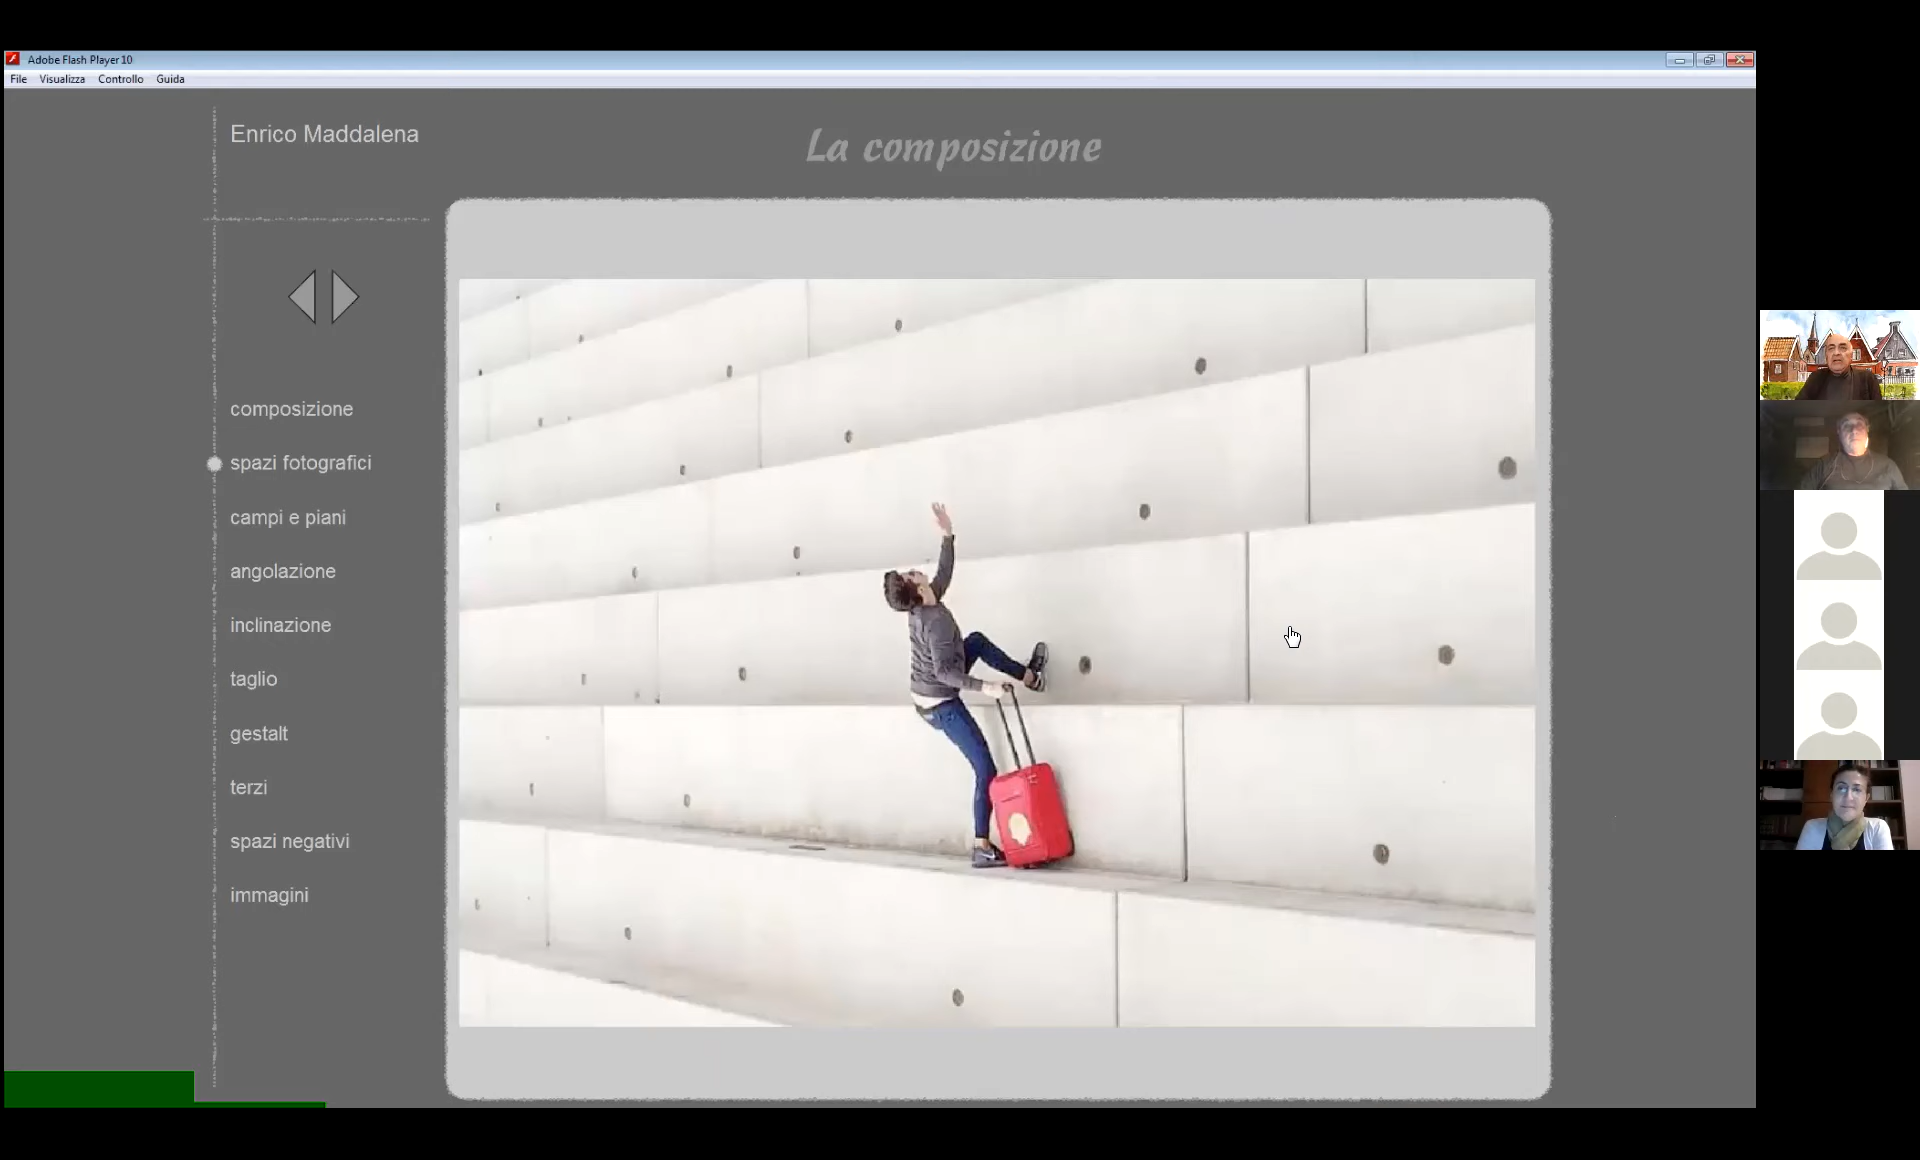 Adobe Flash Player 10
File Visualizza Controllo Guida
Enrico Maddalena
La composizione
composizione
spazi fotografici
campi e piani
angolazione
inclinazione
taglio
gestalt
terzi
spazi negativi
immagini